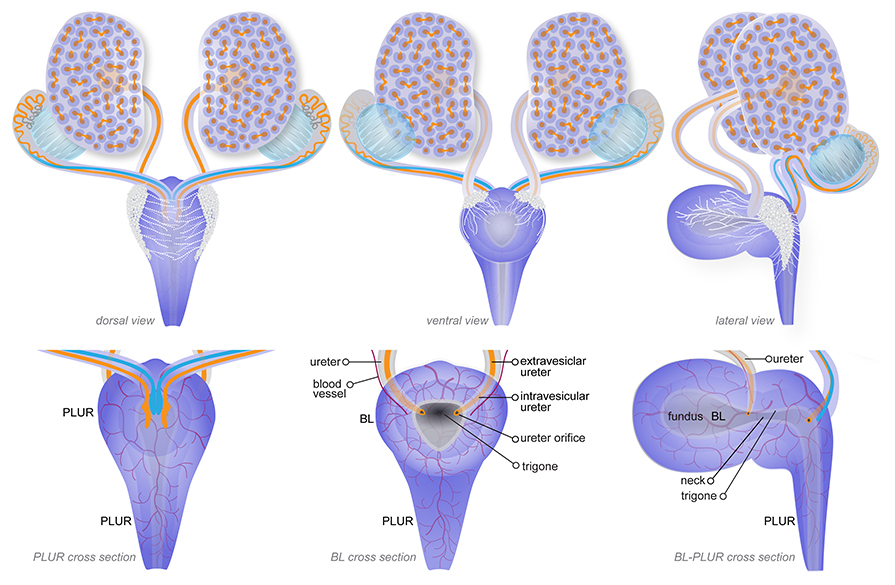 dorsal view
ventral view
lateral view
PLUR
PLUR
PLUR cross section
ureter
blood
vessel
BL
extravesiclar
ureter
intravesicular
ureter
ureter orifice
trigone
PLUR
BL cross section
ureter
fundus BL
neck
trigone
PLUR
BL-PLUR cross section